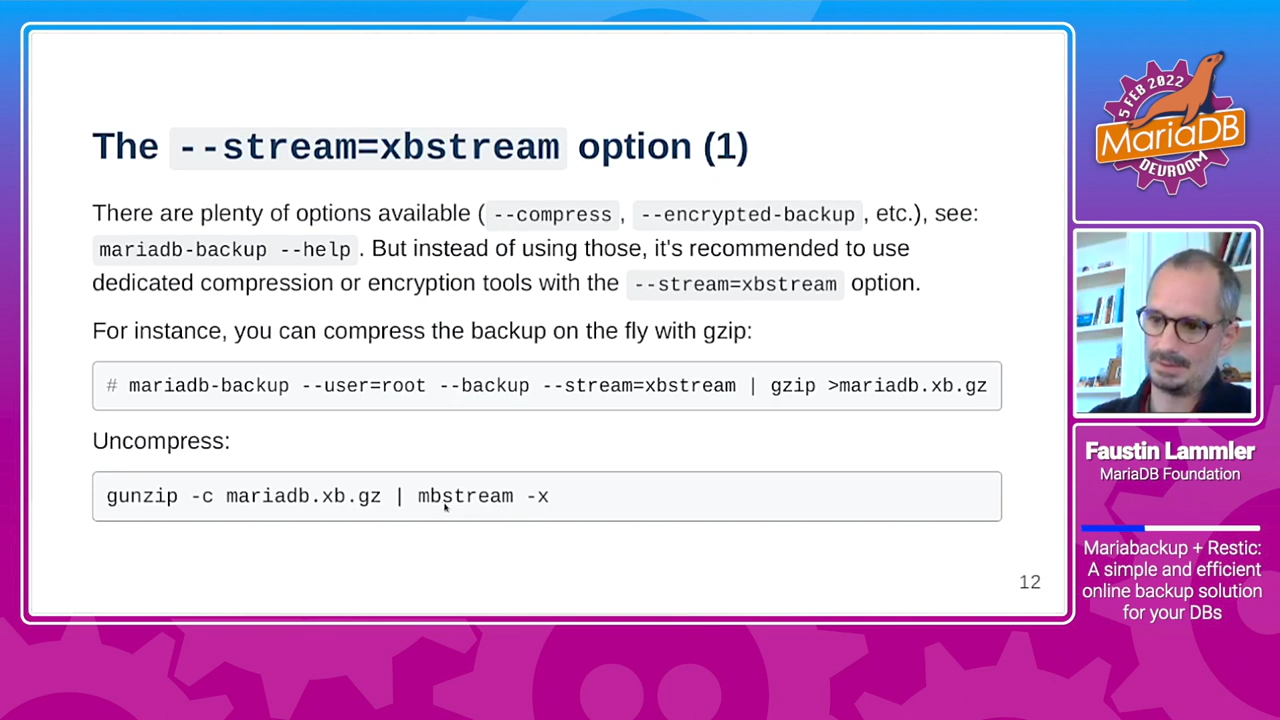 The --stream=xbstream option (1)
There are plenty of options available ( --compress , --encrypted-backup , etc.), see:
mariadb-backup --help . But instead of using those, it's recommended to use
dedicated compression or encryption tools with the --stream=xbstream option.
For instance, you can compress the backup on the fly with gzip:
# mariadb-backup --user=root --backup --stream=xbstream | gzip >mariadb.xb.gz
Uncompress:
gunzip -c mariadb.xb.gz | mbstream -x
12
5 FEB 2022
MariaDB
DEVROOM
Faustin Lammler
MariaDB Foundation
Mariabackup + Restic:
A simple and efficient
online backup solution
for your DBs